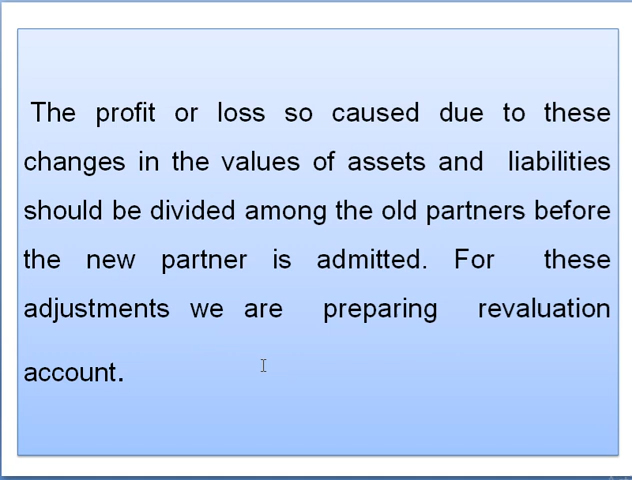 The profit or loss so caused due to these
changes in the values of assets and liabilities
should be divided among the old partners before
the new partner is admitted. For these
adjustments we are preparing revaluation
account.